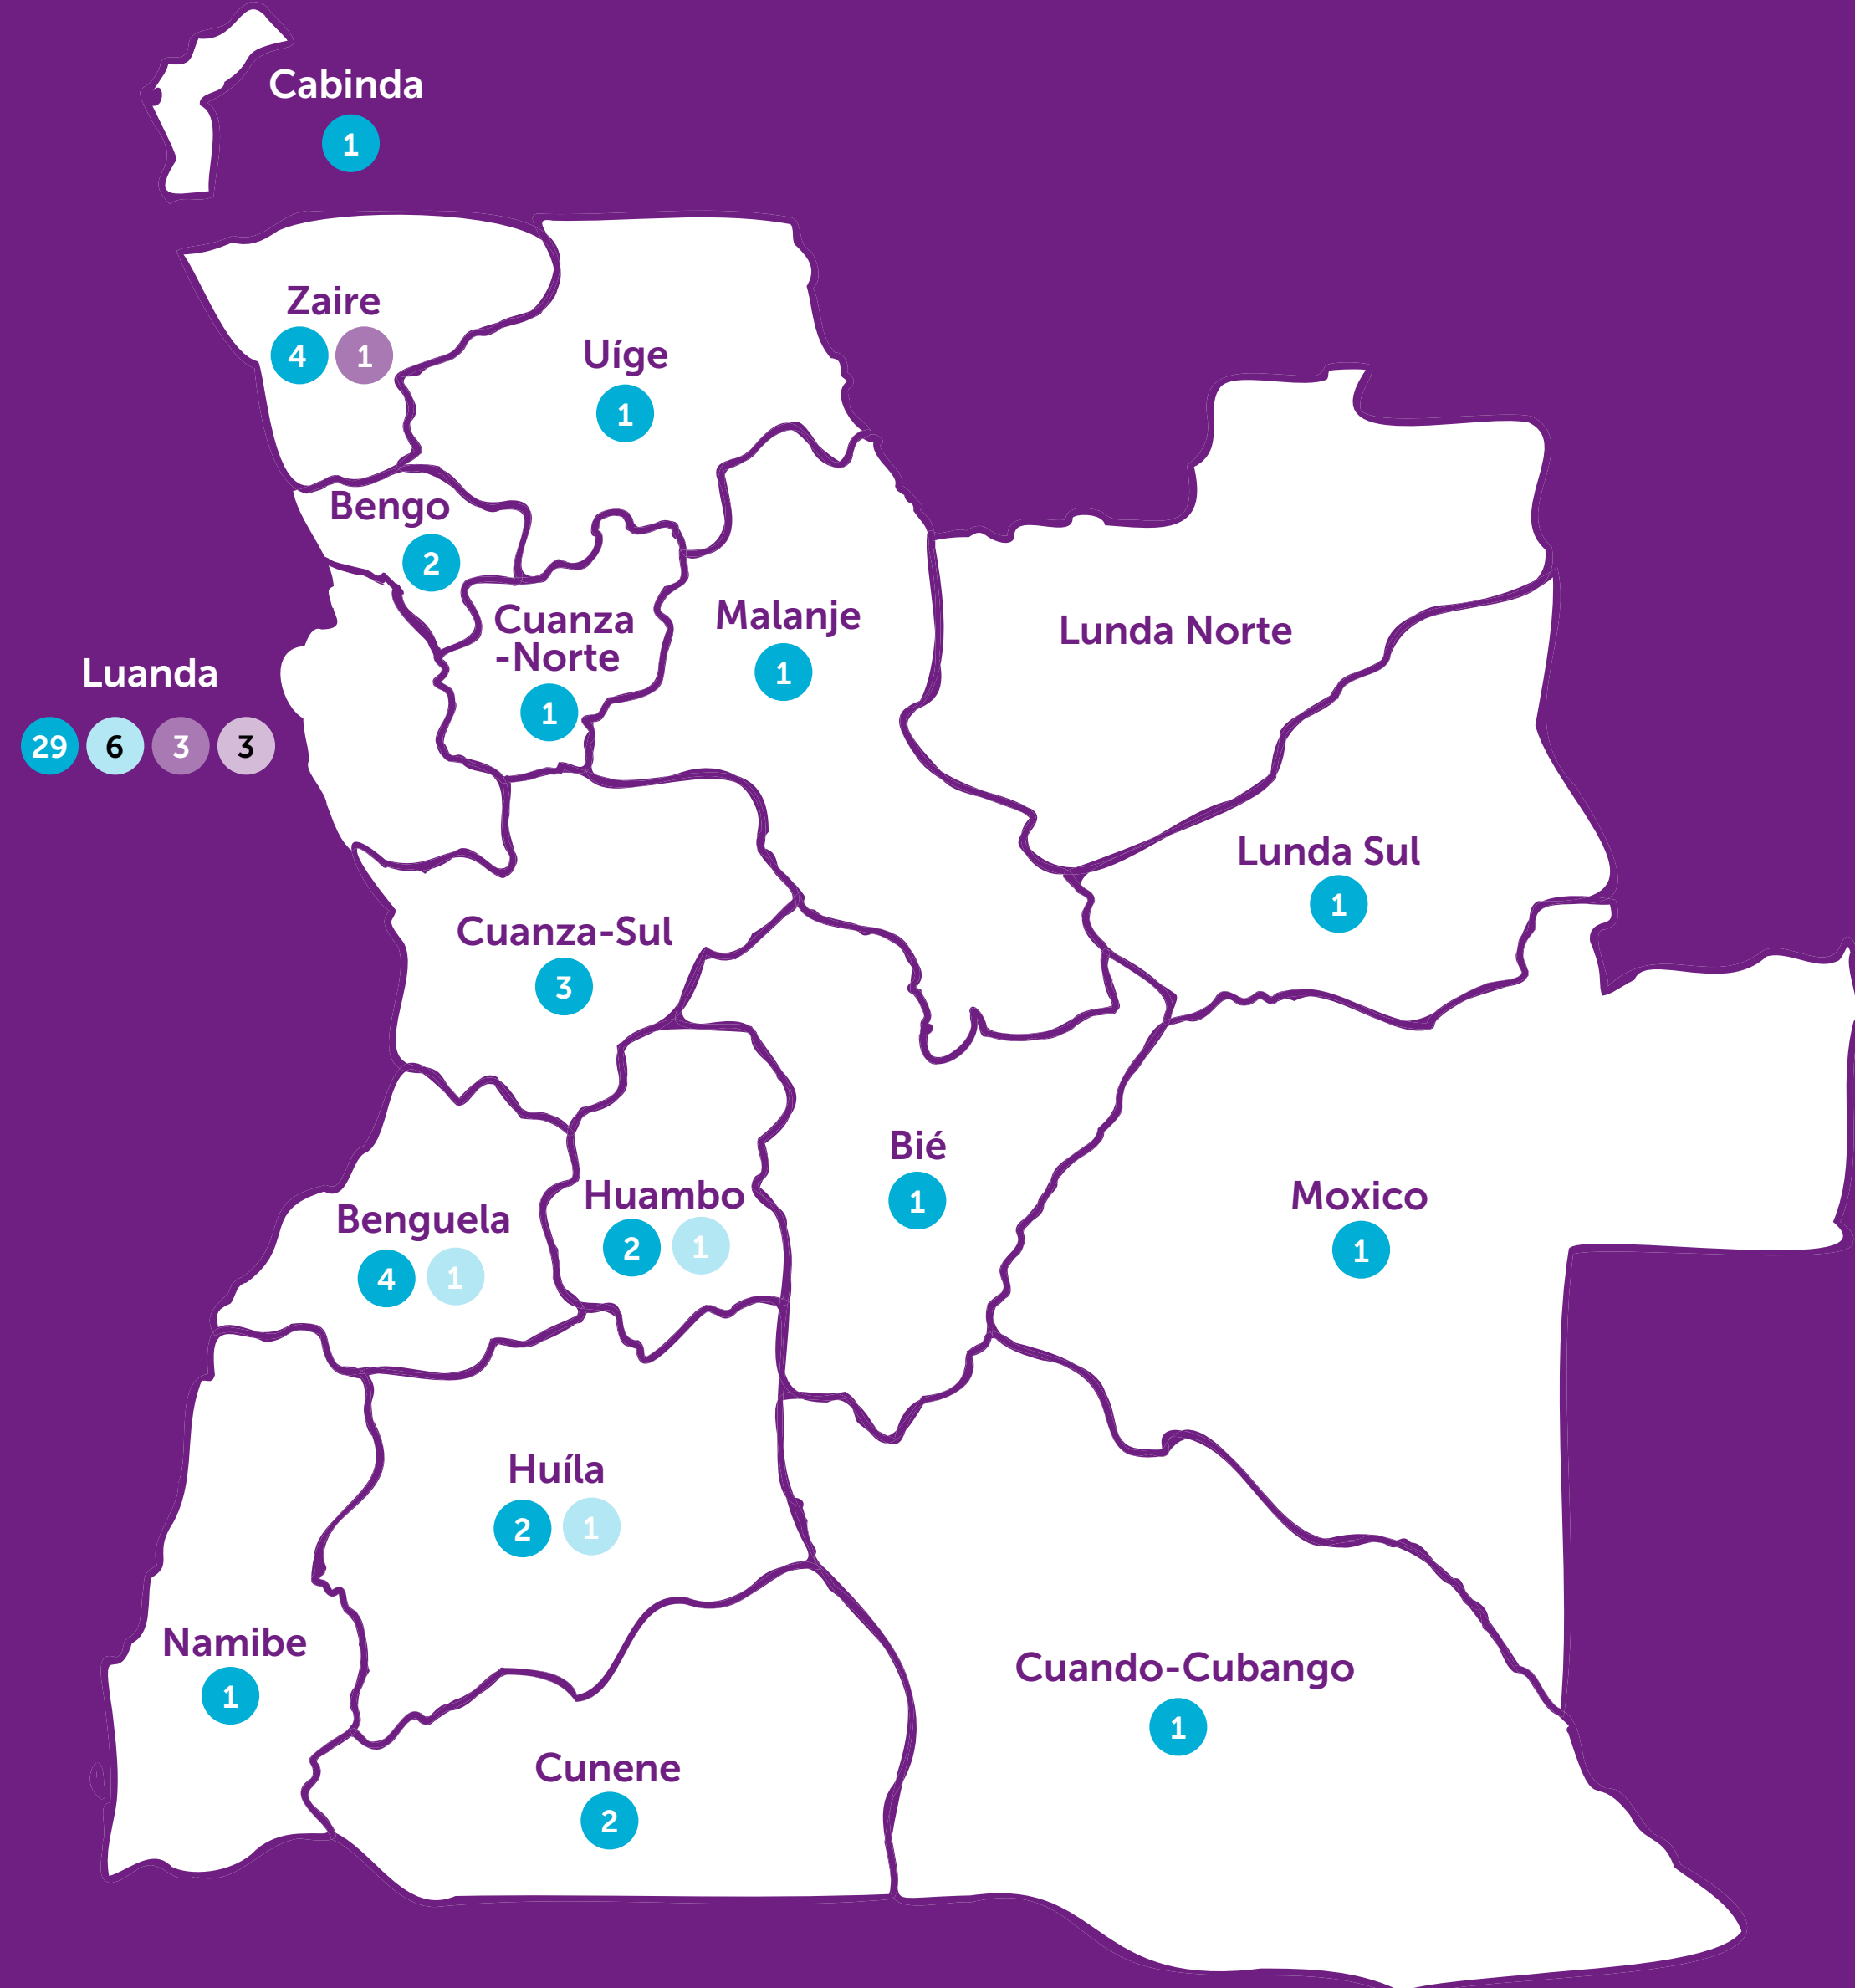 Cabinda
1
Zaire
4 1
Uíge
1
Bengo
2
Cuanza
-Norte
1
Malanje
1
Lunda Norte
Luanda
29 6 3 3
Lunda Sul
1
Cuanza-Sul
3
Bié
1
Huambo
2 1
Moxico
1
Benguela
4 1
Huíla
2 1
Namibe
1
Cuando-Cubango
1
Cunene
2